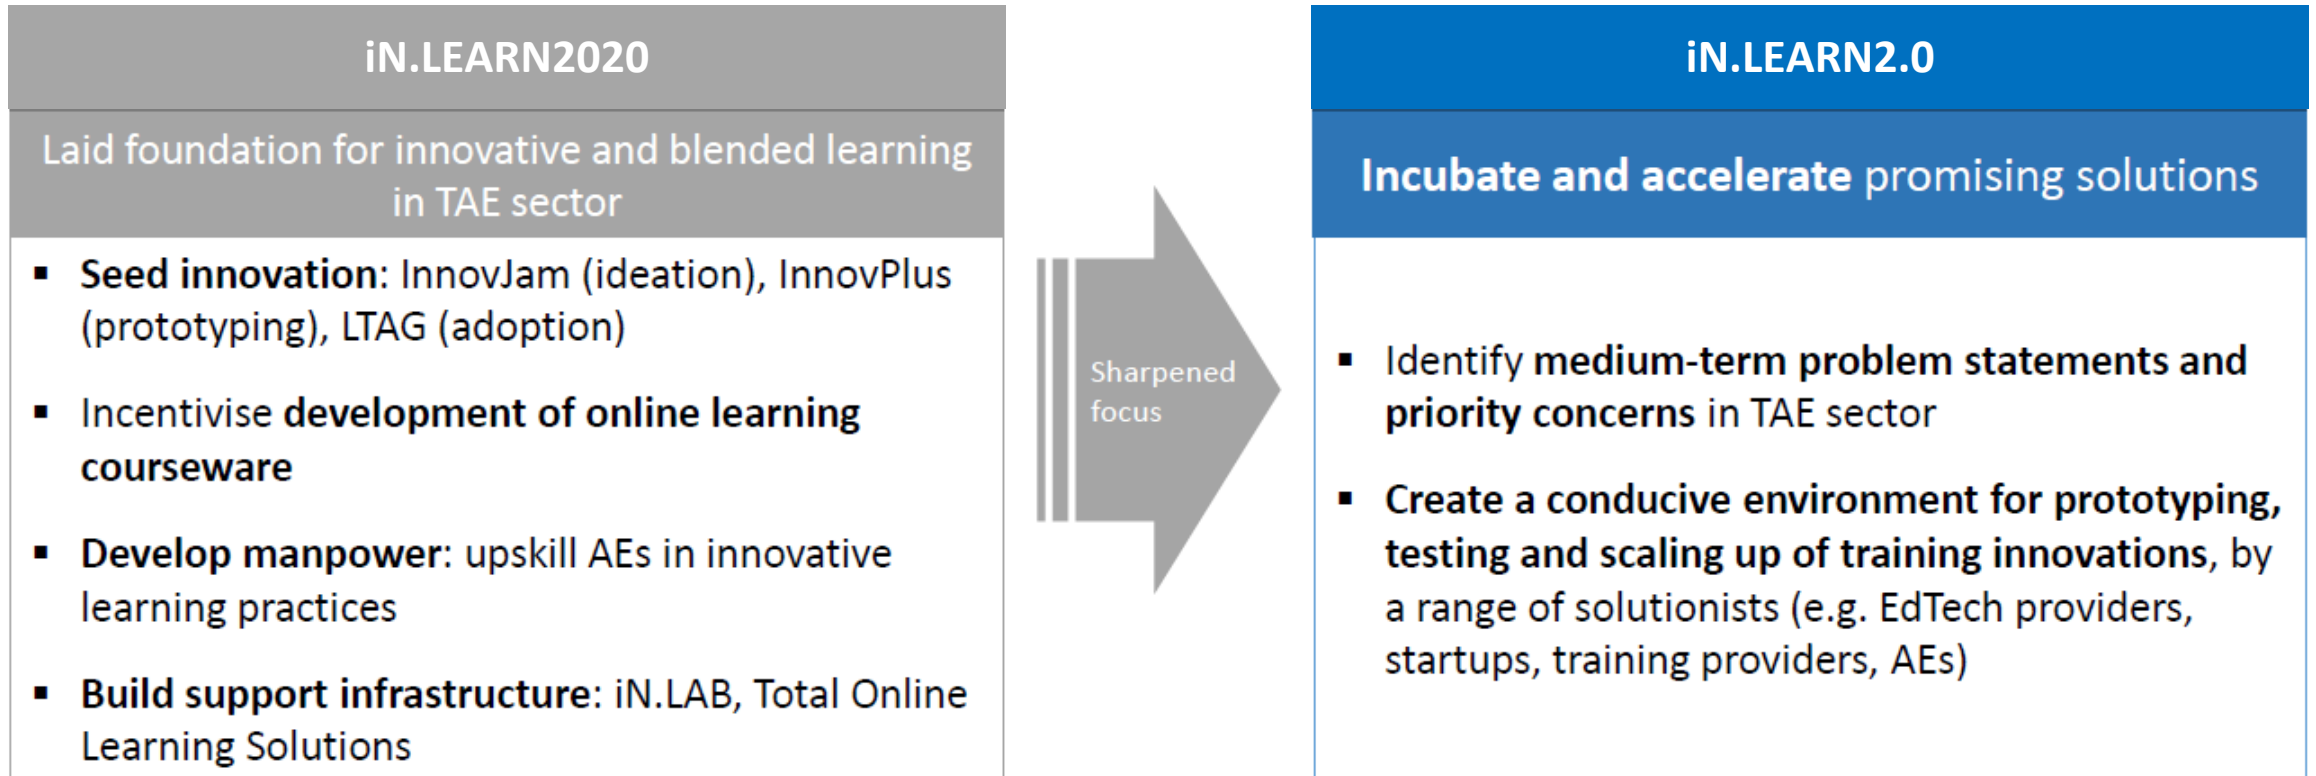 iN.LEARN2020
Laid foundation for innovative and blended learning
in TAE sector
▪ Seed innovation: InnovJam (ideation), InnovPlus
(prototyping), LTAG (adoption)
▪ Incentivise development of online learning
courseware
▪ Develop manpower: upskill AEs in innovative
learning practices
▪ Build support infrastructure: iN.LAB, Total Online
Learning Solutions
Sharpened
focus
iN.LEARN2.0
Incubate and accelerate promising solutions
▪ Identify medium-term problem statements and
priority concerns in TAE sector
▪ Create a conducive environment for prototyping,
testing and scaling up of training innovations, by
a range of solutionists (e.g. EdTech providers,
startups, training providers, AEs)